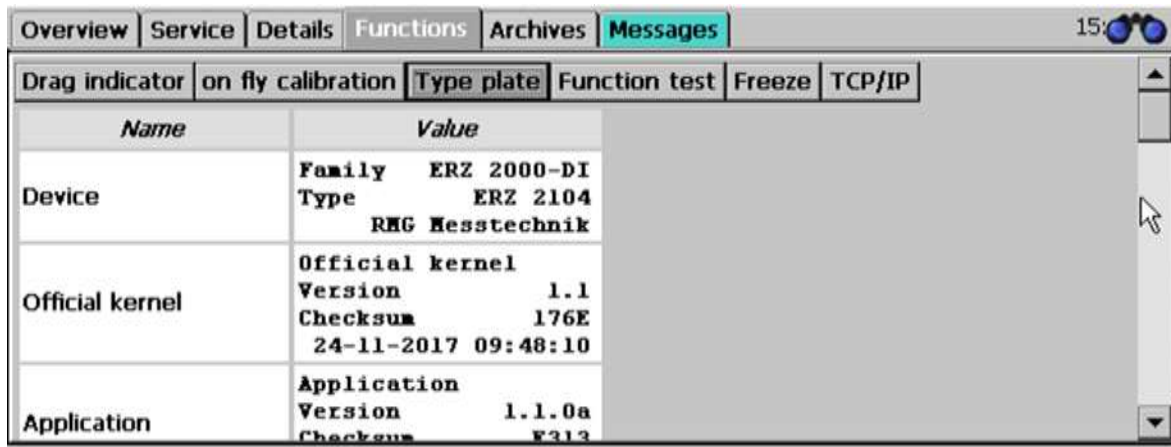 Overview Service Details Functions Archives Messages 15:
Drag indicator on fly calibration Type plate Function test Freeze TCP/IP
Name Value
Device
Family ERZ 2000-DI
Type ERZ 2104
RMG Messtechnik
Official kernel
Official kernel
Version 1.1
Checksum 176E
24-11-2017 09:48:10
Application
Application
Version 1.1.0a
Checksum F313